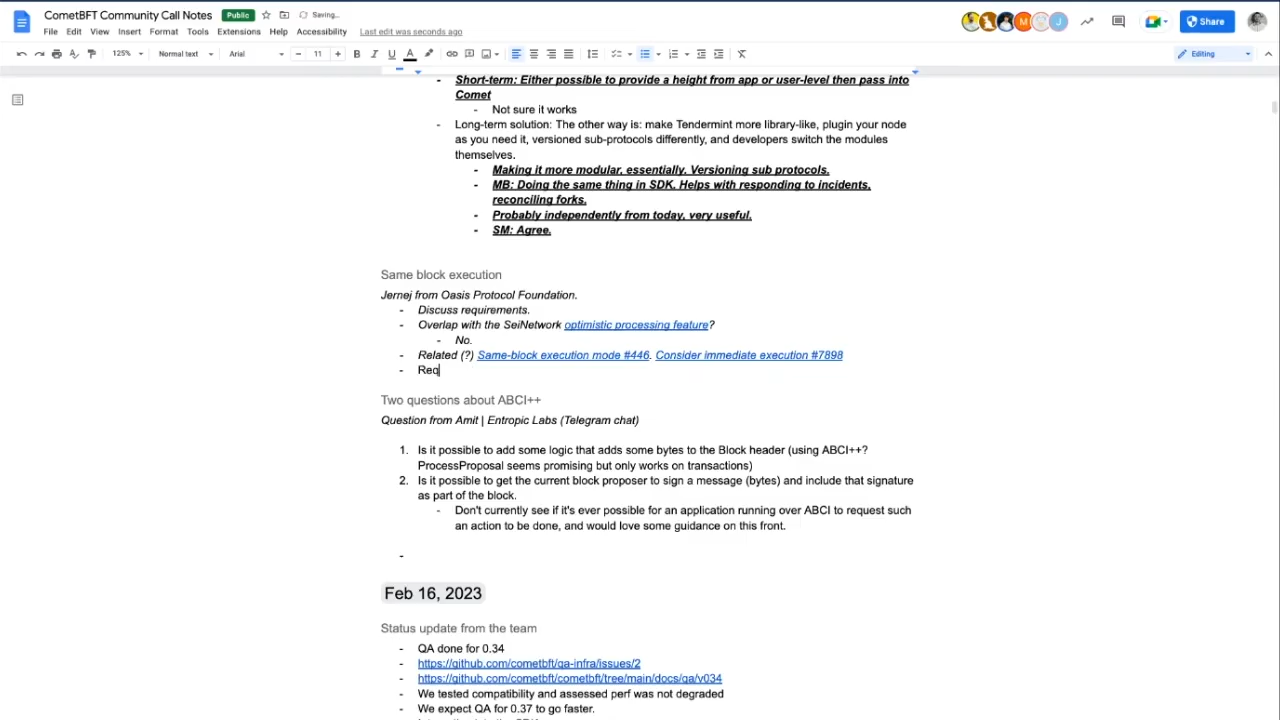 CometBFT Community Call Notes
Public
Saving...
M
J
Share
File Edit View Insert Format Tools Extensions Help Accessibility Last edit was seconds ago
125% Normal text Arial 11 B I U A Editing
- Short-term: Either possible to provide a height from app or user-level then pass into
Comet
- Not sure it works
- Long-term solution: The other way is: make Tendermint more library-like, plugin your node
as you need it, versioned sub-protocols differently, and developers switch the modules
themselves.
- Making it more modular, essentially. Versioning sub protocols.
- MB: Doing the same thing in SDK. Helps with responding to incidents,
reconciling forks.
- Probably independently from today, very useful.
- SM: Agree.
Same block execution
Jernej from Oasis Protocol Foundation.
- Discuss requirements.
- Overlap with the SeiNetwork optimistic processing feature?
- No.
- Related (?) Same-block execution mode #446. Consider immediate execution #7898
- Req
Two questions about ABCI++
Question from Amit | Entropic Labs (Telegram chat)
1. Is it possible to add some logic that adds some bytes to the Block header (using ABCI++?
ProcessProposal seems promising but only works on transactions)
2. Is it possible to get the current block proposer to sign a message (bytes) and include that signature
as part of the block.
- Don't currently see if it's ever possible for an application running over ABCI to request such
an action to be done, and would love some guidance on this front.
-
Feb 16, 2023
Status update from the team
- QA done for 0.34
- https://github.com/cometbft/qa-infra/issues/2
- https://github.com/cometbft/cometbft/tree/main/docs/qa/v034
- We tested compatibility and assessed perf was not degraded
- We expect QA for 0.37 to go faster.